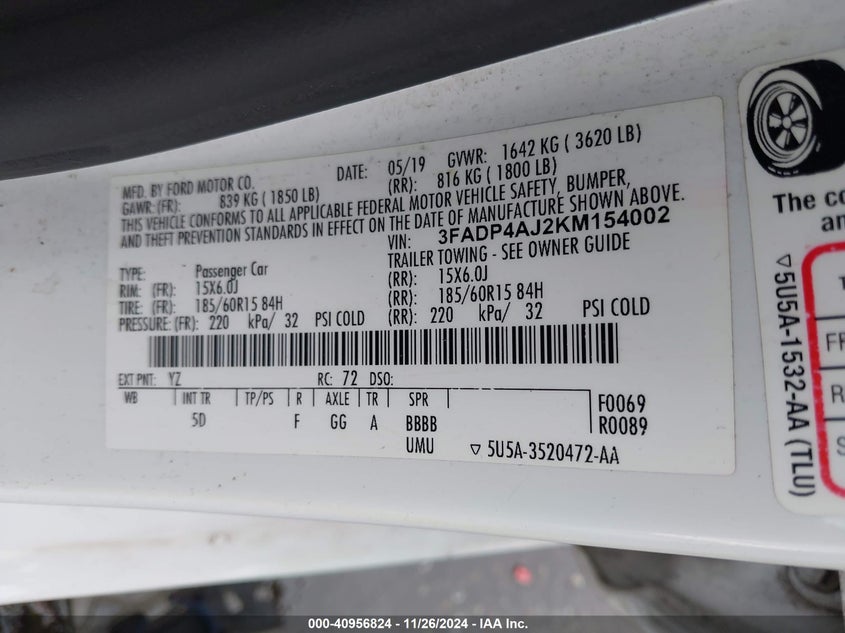 MFD. BY FORD MOTOR CO.
DATE: 05/19 GVWR: 1642 KG ( 3620 LB)
GAWR: (FR): 839 KG ( 1850 LB) (RR): 816 KG ( 1800 LB)
THIS VEHICLE CONFORMS TO ALL APPLICABLE FEDERAL MOTOR VEHICLE SAFETY, BUMPER,
AND THEFT PREVENTION STANDARDS IN EFFECT ON THE DATE OF MANUFACTURE SHOWN ABOVE.
VIN: 3FADP4AJ2KM154002
TRAILER TOWING - SEE OWNER GUIDE
TYPE: Passenger Car
RIM: (FR): 15X6.0J (RR): 15X6.0J
TIRE: (FR): 185/60R15 84H (RR): 185/60R15 84H
PRESSURE: (FR): 220 kPa/ 32 PSI COLD (RR): 220 kPa/ 32 PSI COLD
EXT PNT: YZ RC: 72 DSO:
WB INT TR TP/PS R AXLE TR SPR F0069
5D F GG A BBBB R0089
UMU ▽ 5U5A-3520472-AA
The co
an
▽5U5A-1532-AA (TLU)
FR
R
S
000-40956824 - 11/26/2024 - IAA Inc.